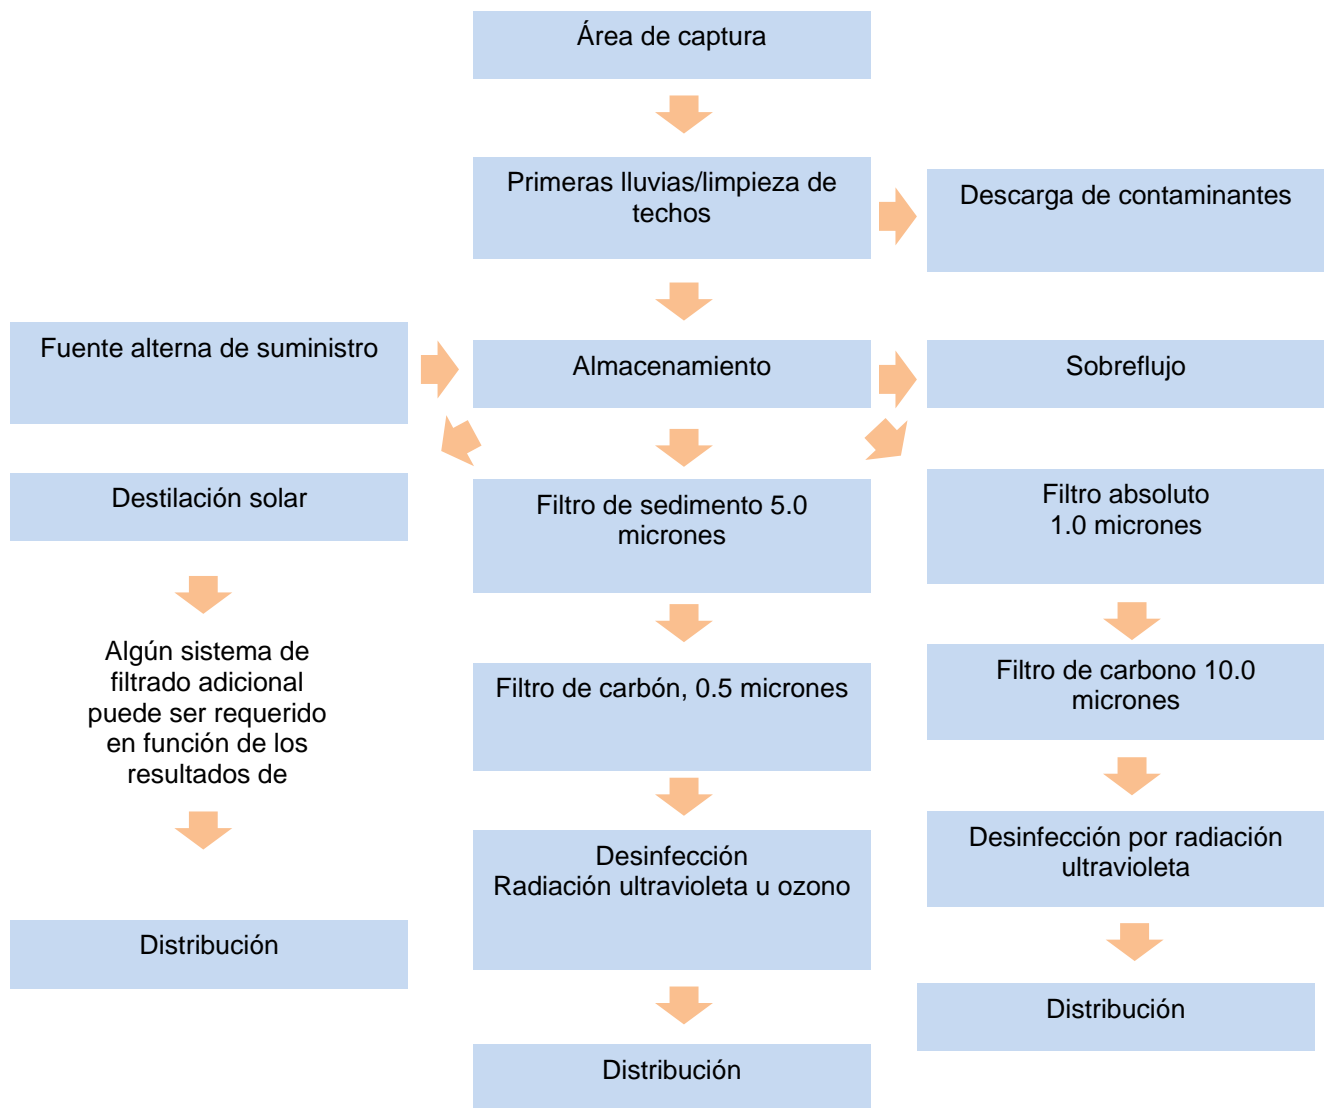 Área de captura
Primeras lluvias/limpieza de
techos
Descarga de contaminantes
Fuente alterna de suministro
Almacenamiento
Sobreflujo
Destilación solar
Filtro de sedimento 5.0
micrones
Filtro absoluto
1.0 micrones
Algún sistema de
filtrado adicional
puede ser requerido
en función de los
resultados de
Filtro de carbón, 0.5 micrones
Filtro de carbono 10.0
micrones
Desinfección
Radiación ultravioleta u ozono
Desinfección por radiación
ultravioleta
Distribución
Distribución
Distribución